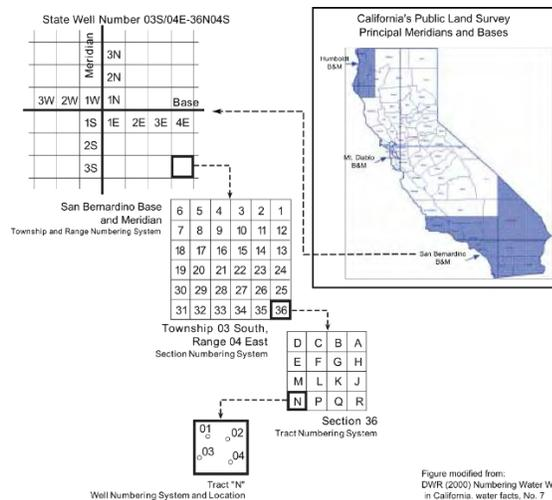 State Well Number 03S/04E-36N04S
Meridian
3N
2N
3W 2W 1W 1N Base
1S 1E 2E 3E 4E
2S
3S
San Bernardino Base
and Meridian
Township and Range Numbering System
California's Public Land Survey
Principal Meridians and Bases
Humboldt
B&M
Mt. Diablo
B&M
San Bernardino
B&M
6 5 4 3 2 1
7 8 9 10 11 12
18 17 16 15 14 13
19 20 21 22 23 24
30 29 28 27 26 25
31 32 33 34 35 36
Township 03 South,
Range 04 East
Section Numbering System
D C B A
E F G H
M L K J
N P Q R
Section 36
Tract Numbering System
01 02
03 04
Tract "N"
Well Numbering System and Location
Figure modified from:
DWR (2000) Numbering Water W
in California. water facts, No. 7